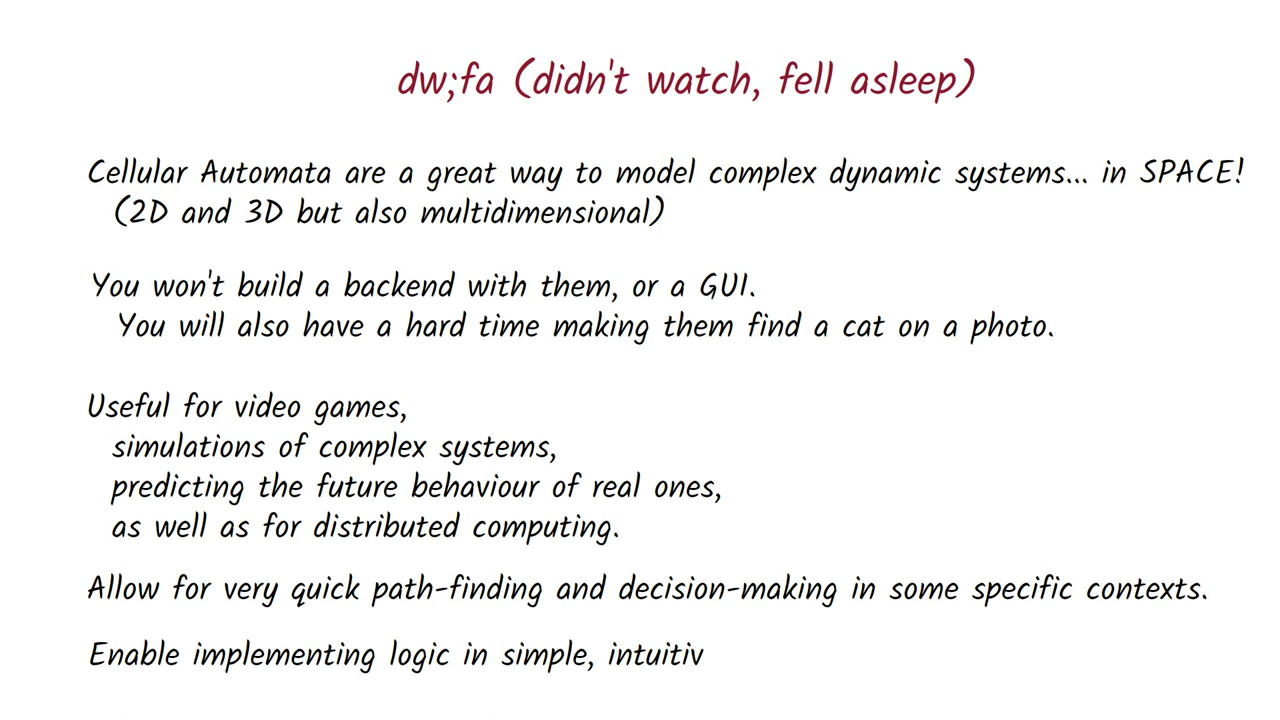 dw;fa (didn't watch, fell asleep)
Cellular Automata are a great way to model complex dynamic systems... in SPACE!
(2D and 3D but also multidimensional)
You won't build a backend with them, or a GUI.
You will also have a hard time making them find a cat on a photo.
Useful for video games,
simulations of complex systems,
predicting the future behaviour of real ones,
as well as for distributed computing.
Allow for very quick path-finding and decision-making in some specific contexts.
Enable implementing logic in simple, intuitiv